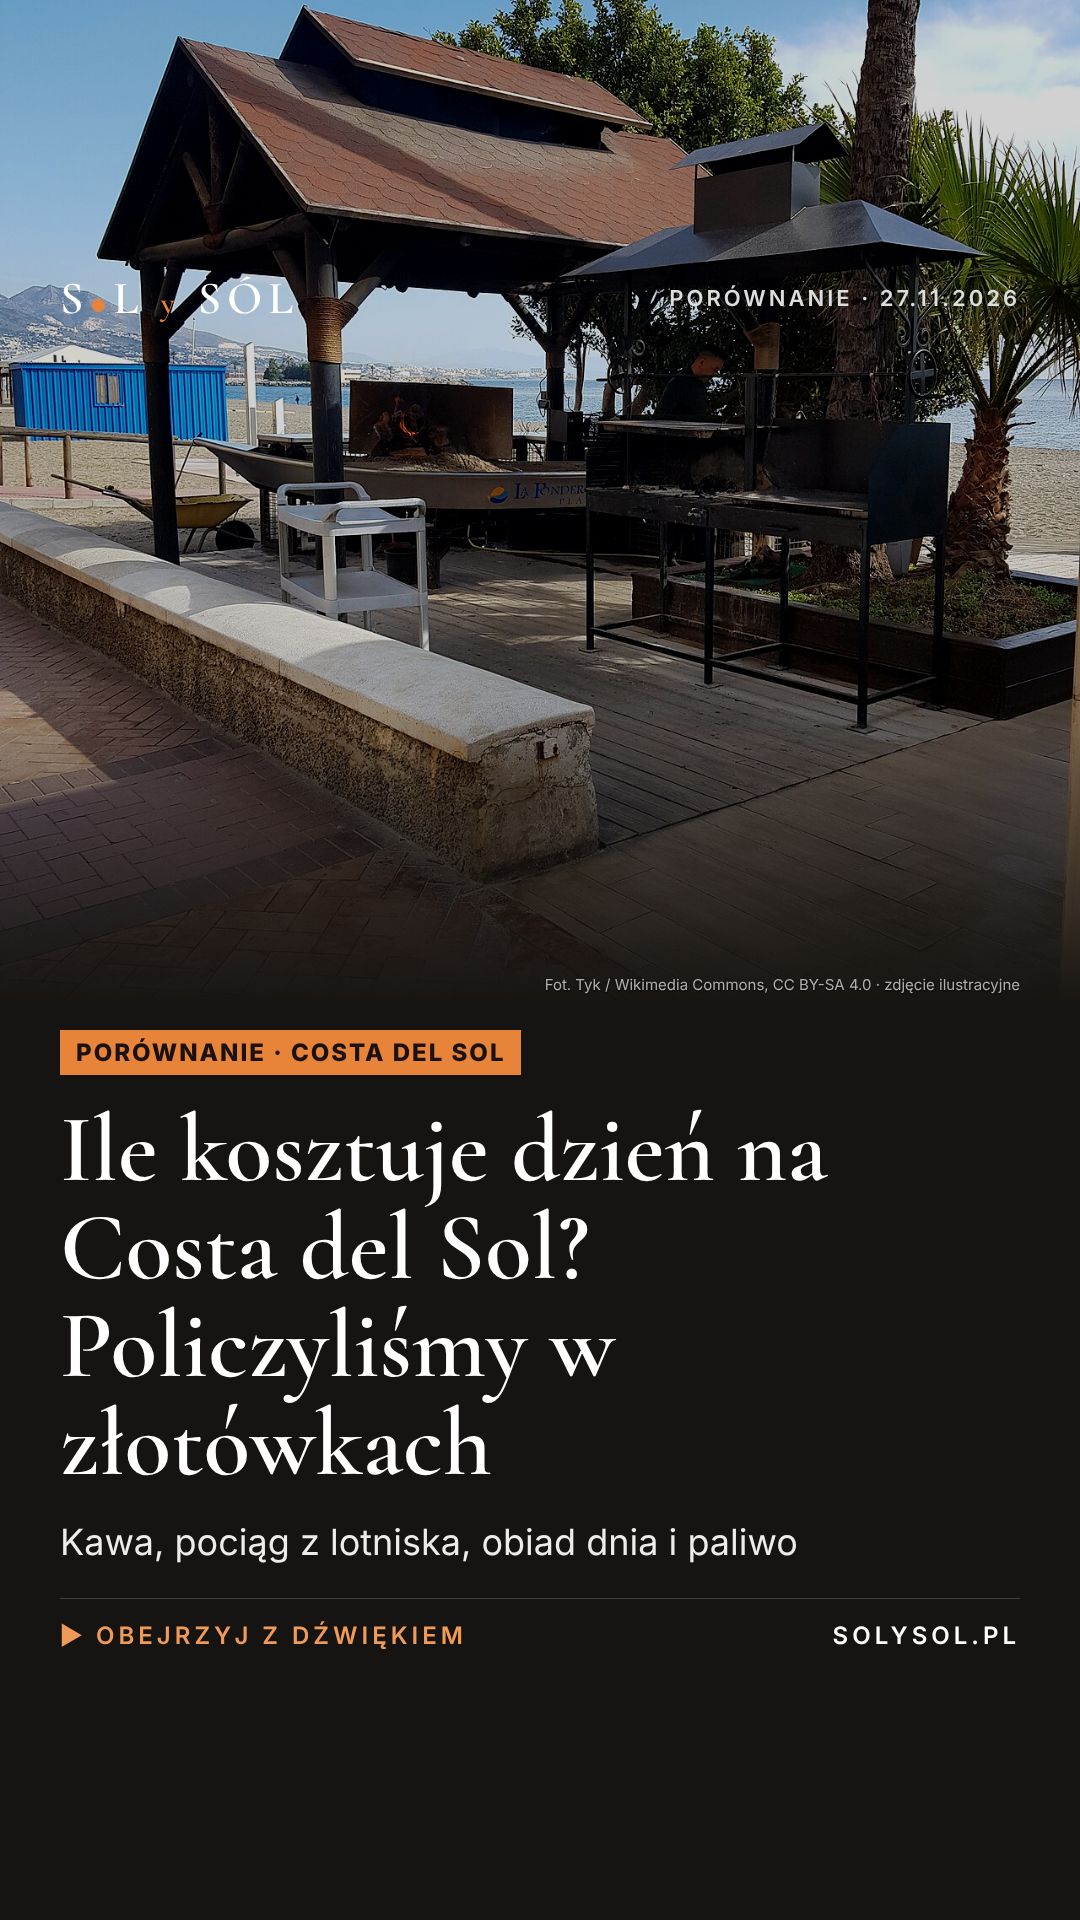 SOL y SÓL
PORÓWNANIE · 27.11.2026
Fot. Tyk / Wikimedia Commons, CC BY-SA 4.0 · zdjęcie ilustracyjne
PORÓWNANIE · COSTA DEL SOL
Ile kosztuje dzień na
Costa del Sol?
Policzyliśmy w
złotówkach
Kawa, pociąg z lotniska, obiad dnia i paliwo
▶ OBEJRZYJ Z DŹWIĘKIEM
SOLYSOL.PL